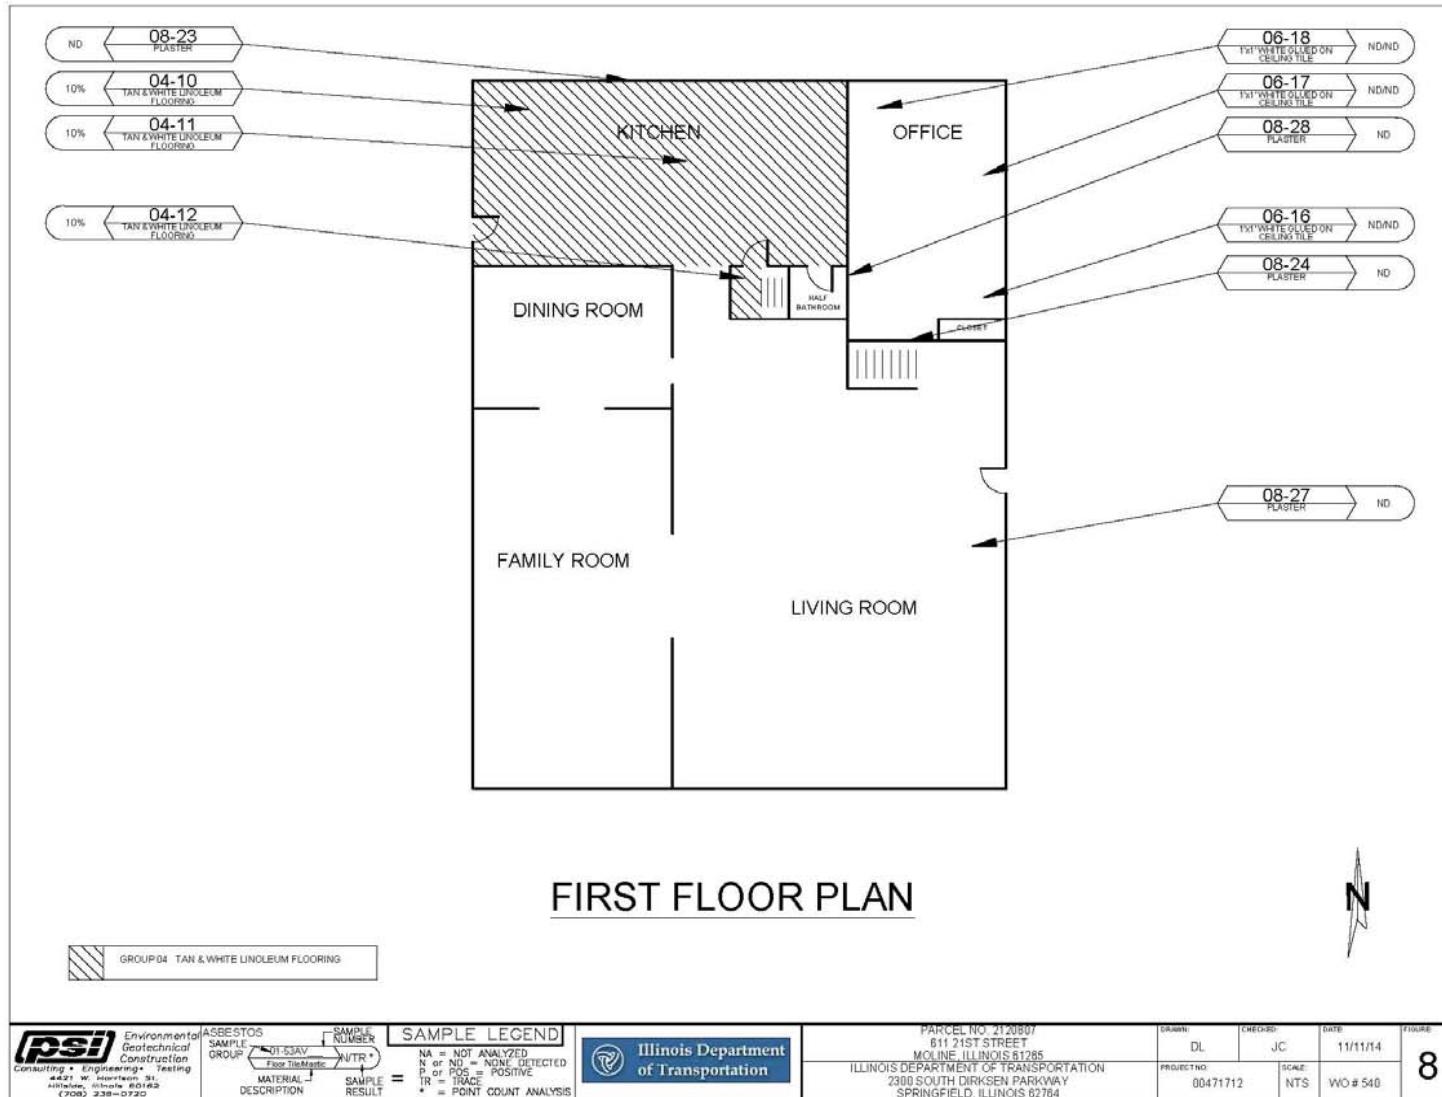 ND
08-23
PLASTER
10%
04-10
TAN & WHITE LINOLEUM
FLOORING
10%
04-11
TAN & WHITE LINOLEUM
FLOORING
10%
04-12
TAN & WHITE LINOLEUM
FLOORING
06-18
1'x1' WHITE GLUED ON
CEILING TILE
ND/ND
06-17
1'x1' WHITE GLUED ON
CEILING TILE
ND/ND
08-28
PLASTER
ND
06-16
1'x1' WHITE GLUED ON
CEILING TILE
ND/ND
08-24
PLASTER
ND
08-27
PLASTER
ND
KITCHEN
OFFICE
HALF
BATHROOM
DINING ROOM
CLOSET
FAMILY ROOM
LIVING ROOM
FIRST FLOOR PLAN
N
GROUP 04 TAN & WHITE LINOLEUM FLOORING
psi
Environmental
Geotechnical
Construction
Consulting • Engineering • Testing
4421 W. Harrison St.
Hillside, Illinois 60162
(708) 236-0720
ASBESTOS
SAMPLE
GROUP
SAMPLE
NUMBER
01-53AV
Floor Tile/Mastic
N/TR *
MATERIAL
DESCRIPTION
SAMPLE
RESULT
=
SAMPLE LEGEND
NA = NOT ANALYZED
N or ND = NONE DETECTED
P or POS = POSITIVE
TR = TRACE
* = POINT COUNT ANALYSIS
Illinois Department
of Transportation
PARCEL NO. 2120807
611 21ST STREET
MOLINE, ILLINOIS 61265
ILLINOIS DEPARTMENT OF TRANSPORTATION
2300 SOUTH DIRKSEN PARKWAY
SPRINGFIELD, ILLINOIS 62764
DRAWN:
DL
CHECKED:
JC
DATE
11/11/14
PROJECT NO:
00471712
SCALE:
NTS
WO # 540
FIGURE
8